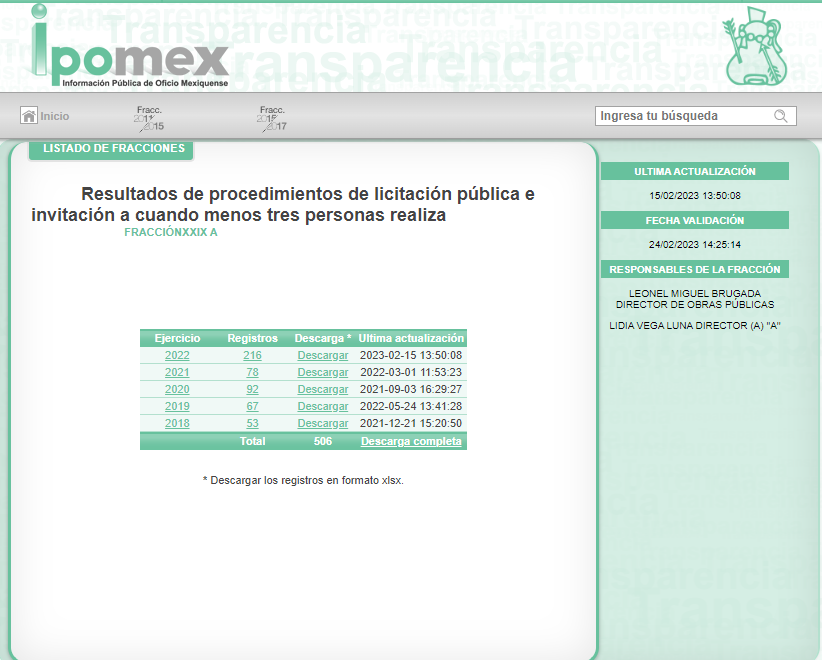 ipomex
Información Pública de Oficio Mexiquense
Transparencia
Inicio
Fracc.
Fracc.
Ingresa tu búsqueda
LISTADO DE FRACCIONES
Resultados de procedimientos de licitación pública e
invitación a cuando menos tres personas realiza
FRACCIÓNXXIX A
Ejercicio Registros Descarga * Ultima actualización
2022 216 Descargar 2023-02-15 13:50:08
2021 78 Descargar 2022-03-01 11:53:23
2020 92 Descargar 2021-09-03 16:29:27
2019 67 Descargar 2022-05-24 13:41:28
2018 53 Descargar 2021-12-21 15:20:50
Total 506 Descarga completa
* Descargar los registros en formato xlsx.
ULTIMA ACTUALIZACIÓN
15/02/2023 13:50:08
FECHA VALIDACIÓN
24/02/2023 14:25:14
RESPONSABLES DE LA FRACCIÓN
LEONEL MIGUEL BRUGADA
DIRECTOR DE OBRAS PÚBLICAS
LIDIA VEGA LUNA DIRECTOR (A) "A"